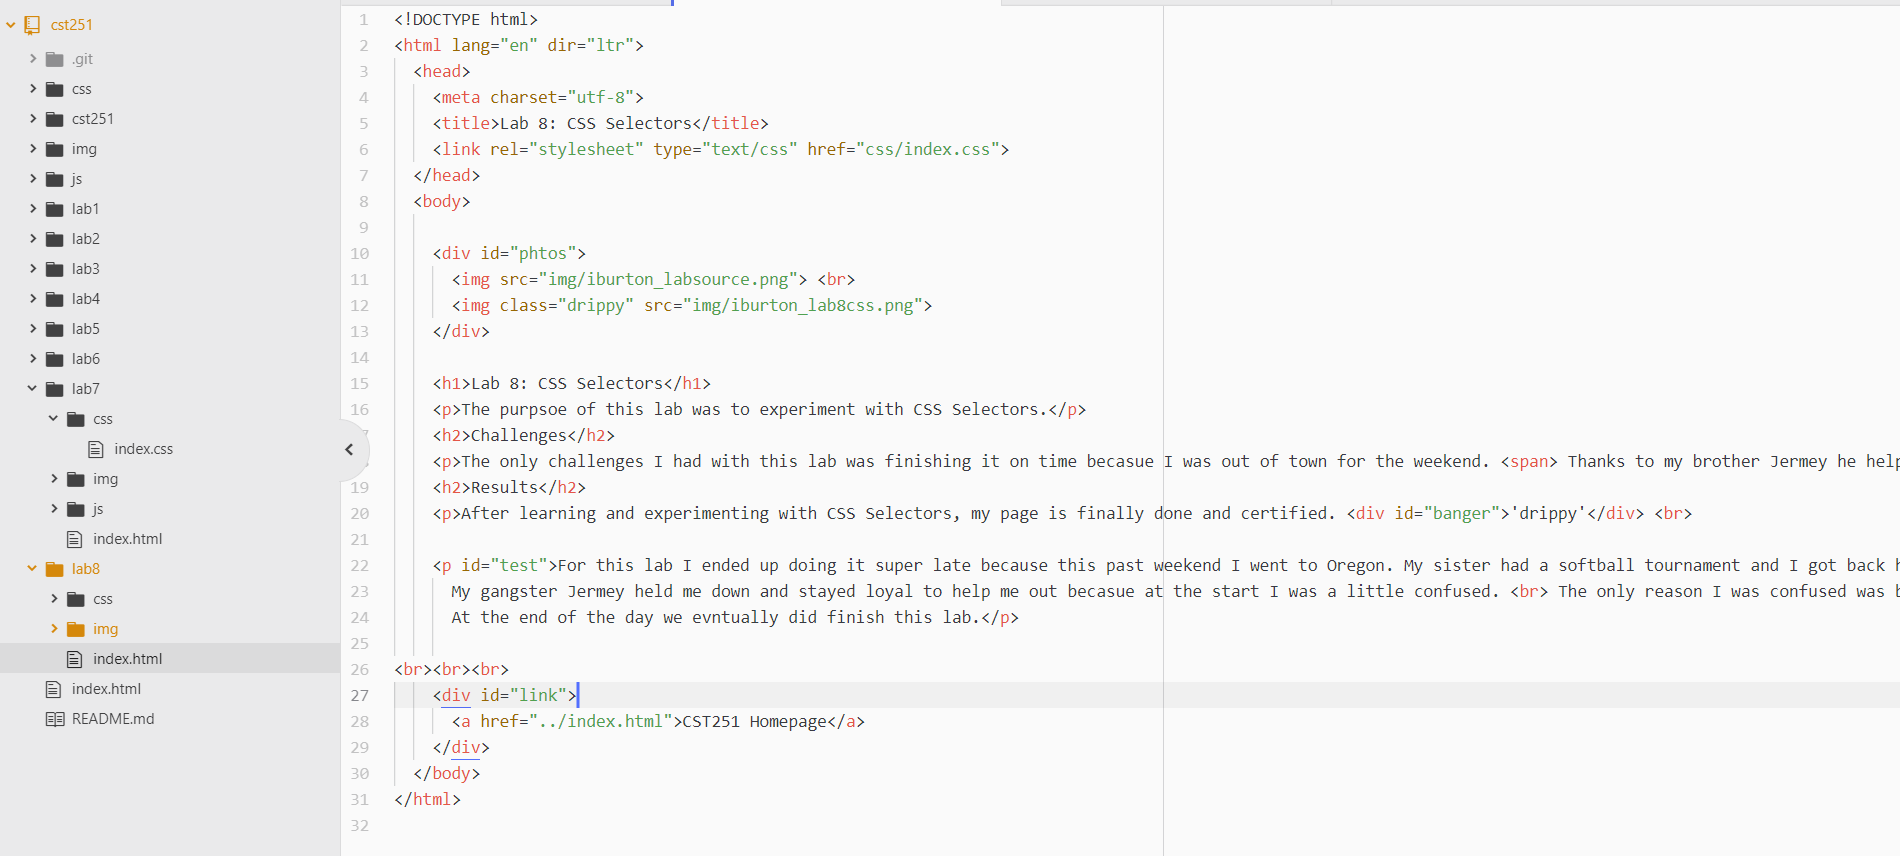 cst251
.git
css
cst251
img
js
lab1
lab2
lab3
lab4
lab5
lab6
lab7
css
index.css
img
js
index.html
lab8
css
img
index.html
index.html
README.md
1 <!DOCTYPE html>
2 <html lang="en" dir="ltr">
3 <head>
4 <meta charset="utf-8">
5 <title>Lab 8: CSS Selectors</title>
6 <link rel="stylesheet" type="text/css" href="css/index.css">
7 </head>
8 <body>
9
10 <div id="phtos">
11 <img src="img/iburton_labsource.png"> <br>
12 <img class="drippy" src="img/iburton_lab8css.png">
13 </div>
14
15 <h1>Lab 8: CSS Selectors</h1>
16 <p>The purpsoe of this lab was to experiment with CSS Selectors.</p>
<h2>Challenges</h2>
<p>The only challenges I had with this lab was finishing it on time becasue I was out of town for the weekend. <span> Thanks to my brother Jermey he help
19 <h2>Results</h2>
20 <p>After learning and experimenting with CSS Selectors, my page is finally done and certified. <div id="banger">'drippy'</div> <br>
21
22 <p id="test">For this lab I ended up doing it super late because this past weekend I went to Oregon. My sister had a softball tournament and I got back
23 My gangster Jermey held me down and stayed loyal to help me out becasue at the start I was a little confused. <br> The only reason I was confused was
24 At the end of the day we evntually did finish this lab.</p>
25
26 <br><br><br>
27 <div id="link">
28 <a href="../index.html">CST251 Homepage</a>
29 </div>
30 </body>
31 </html>
32